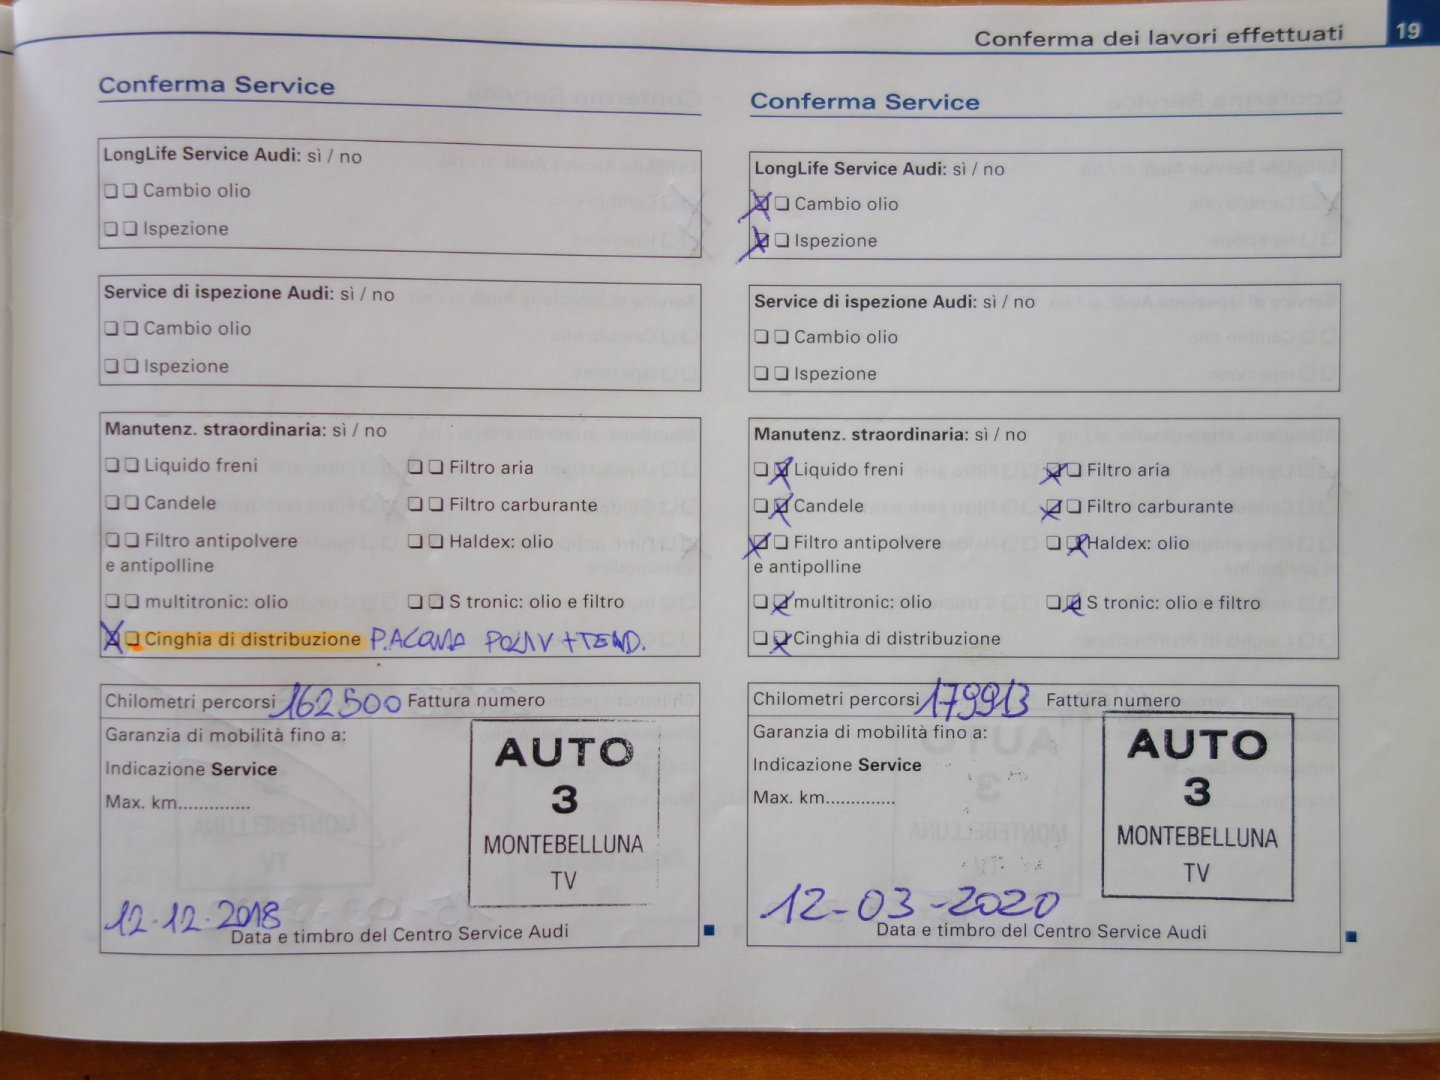 Conferma dei lavori effettuati 19
Conferma Service
LongLife Service Audi: sì / no
❏ ❏ Cambio olio
❏ ❏ Ispezione
Service di ispezione Audi: sì / no
❏ ❏ Cambio olio
❏ ❏ Ispezione
Manutenz. straordinaria: sì / no
❏ ❏ Liquido freni ❏ ❏ Filtro aria
❏ ❏ Candele ❏ ❏ Filtro carburante
❏ ❏ Filtro antipolvere ❏ ❏ Haldex: olio
e antipolline
❏ ❏ multitronic: olio ❏ ❏ S tronic: olio e filtro
☒ ❏ Cinghia di distribuzione P. ACQUA POLIV + TEND.
Chilometri percorsi 162500 Fattura numero
Garanzia di mobilità fino a:
Indicazione Service
Max. km..............
AUTO
3
MONTEBELLUNA
TV
12-12-2018
Data e timbro del Centro Service Audi
Conferma Service
LongLife Service Audi: sì / no
☒ ❏ Cambio olio
☒ ❏ Ispezione
Service di ispezione Audi: sì / no
❏ ❏ Cambio olio
❏ ❏ Ispezione
Manutenz. straordinaria: sì / no
❏ ☒ Liquido freni ☒ ❏ Filtro aria
❏ ☒ Candele ☒ ❏ Filtro carburante
☒ ❏ Filtro antipolvere ❏ ☒ Haldex: olio
e antipolline
❏ ☒ multitronic: olio ❏ ☒ S tronic: olio e filtro
❏ ☒ Cinghia di distribuzione
Chilometri percorsi 179913 Fattura numero
Garanzia di mobilità fino a:
Indicazione Service
Max. km..............
AUTO
3
MONTEBELLUNA
TV
12-03-2020
Data e timbro del Centro Service Audi